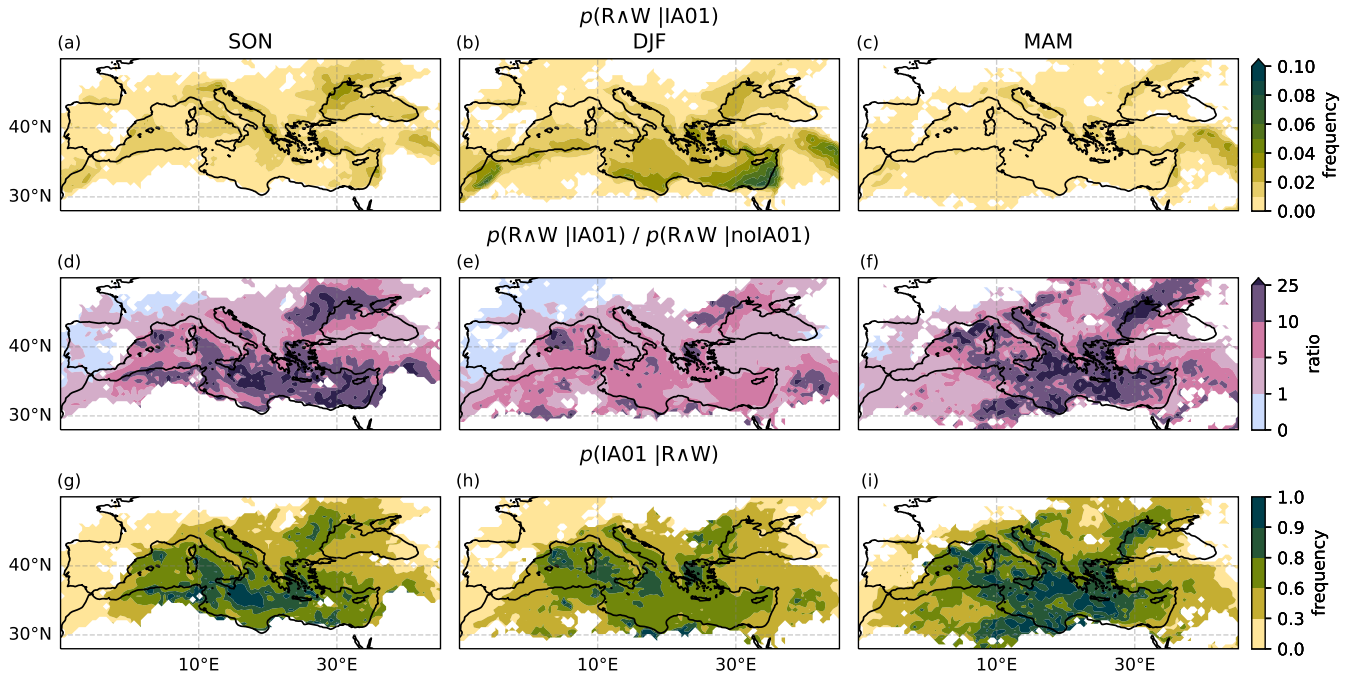 p(R∧W |IA01)
(a) SON (b) DJF (c) MAM
40°N
30°N
0.10
0.08
0.06
0.04
0.02
0.00
frequency
p(R∧W |IA01) / p(R∧W |noIA01)
(d) (e) (f)
40°N
30°N
25
10
5
1
0
ratio
p(IA01 |R∧W)
(g) (h) (i)
40°N
30°N
1.0
0.9
0.8
0.6
0.3
0.0
frequency
10°E 30°E 10°E 30°E 10°E 30°E